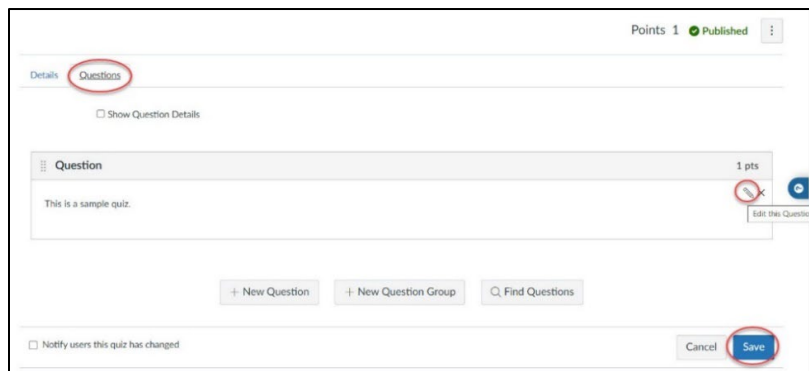 Points 1 Published
Details Questions
Show Question Details
Question 1 pts
This is a sample quiz.
Edit this Questio
+ New Question + New Question Group Find Questions
Notify users this quiz has changed Cancel Save